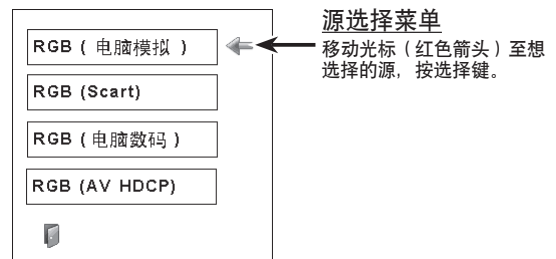 源选择菜单
移动光标（红色箭头）至想
选择的源，按选择键。
RGB ( 电脑模拟 )
RGB (Scart)
RGB ( 电脑数码 )
RGB (AV HDCP)